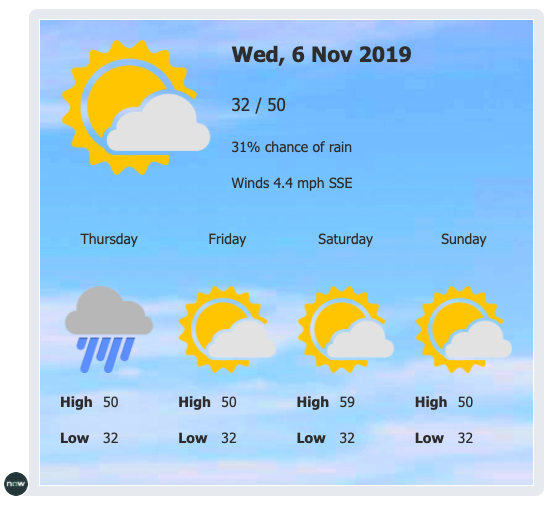 Wed, 6 Nov 2019
32 / 50
31% chance of rain
Winds 4.4 mph SSE
Thursday Friday Saturday Sunday
High 50 High 50 High 59 High 50
Low 32 Low 32 Low 32 Low 32
now